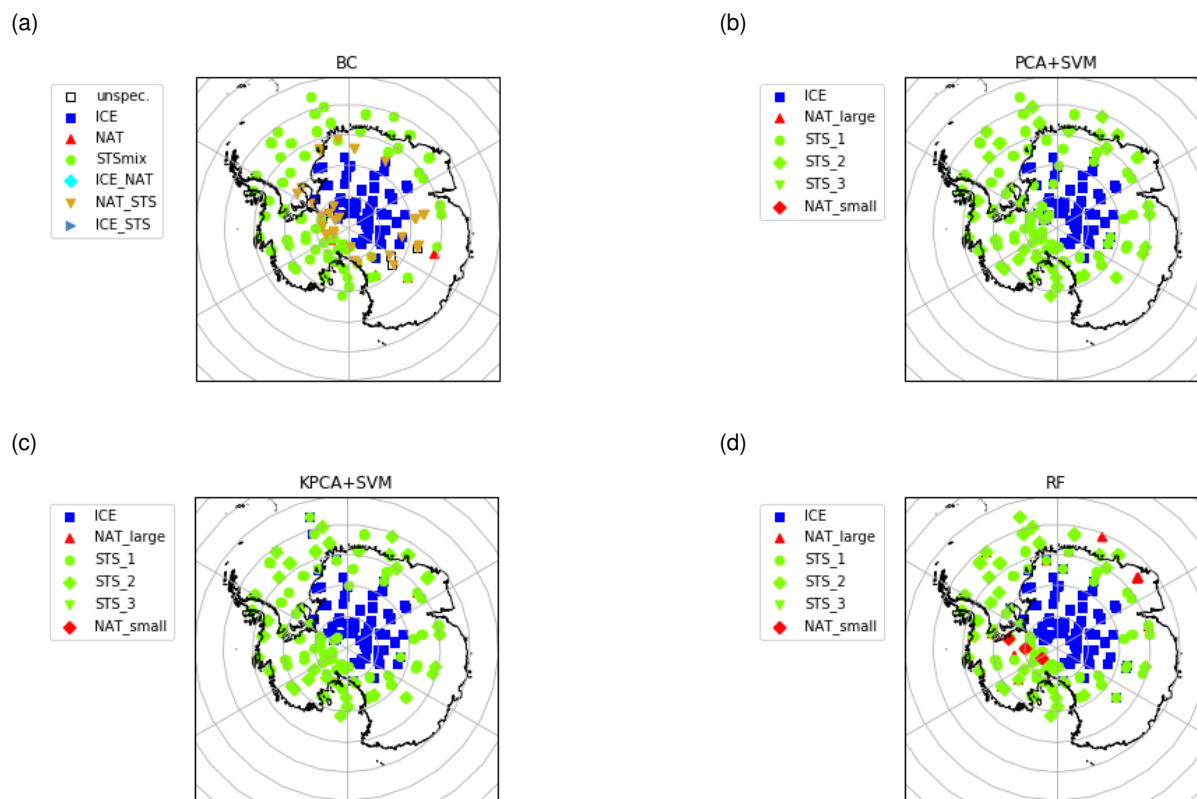 (a)
BC
unspec.
ICE
NAT
STSmix
ICE_NAT
NAT_STS
ICE_STS
(b)
PCA+SVM
ICE
NAT_large
STS_1
STS_2
STS_3
NAT_small
(c)
KPCA+SVM
ICE
NAT_large
STS_1
STS_2
STS_3
NAT_small
(d)
RF
ICE
NAT_large
STS_1
STS_2
STS_3
NAT_small